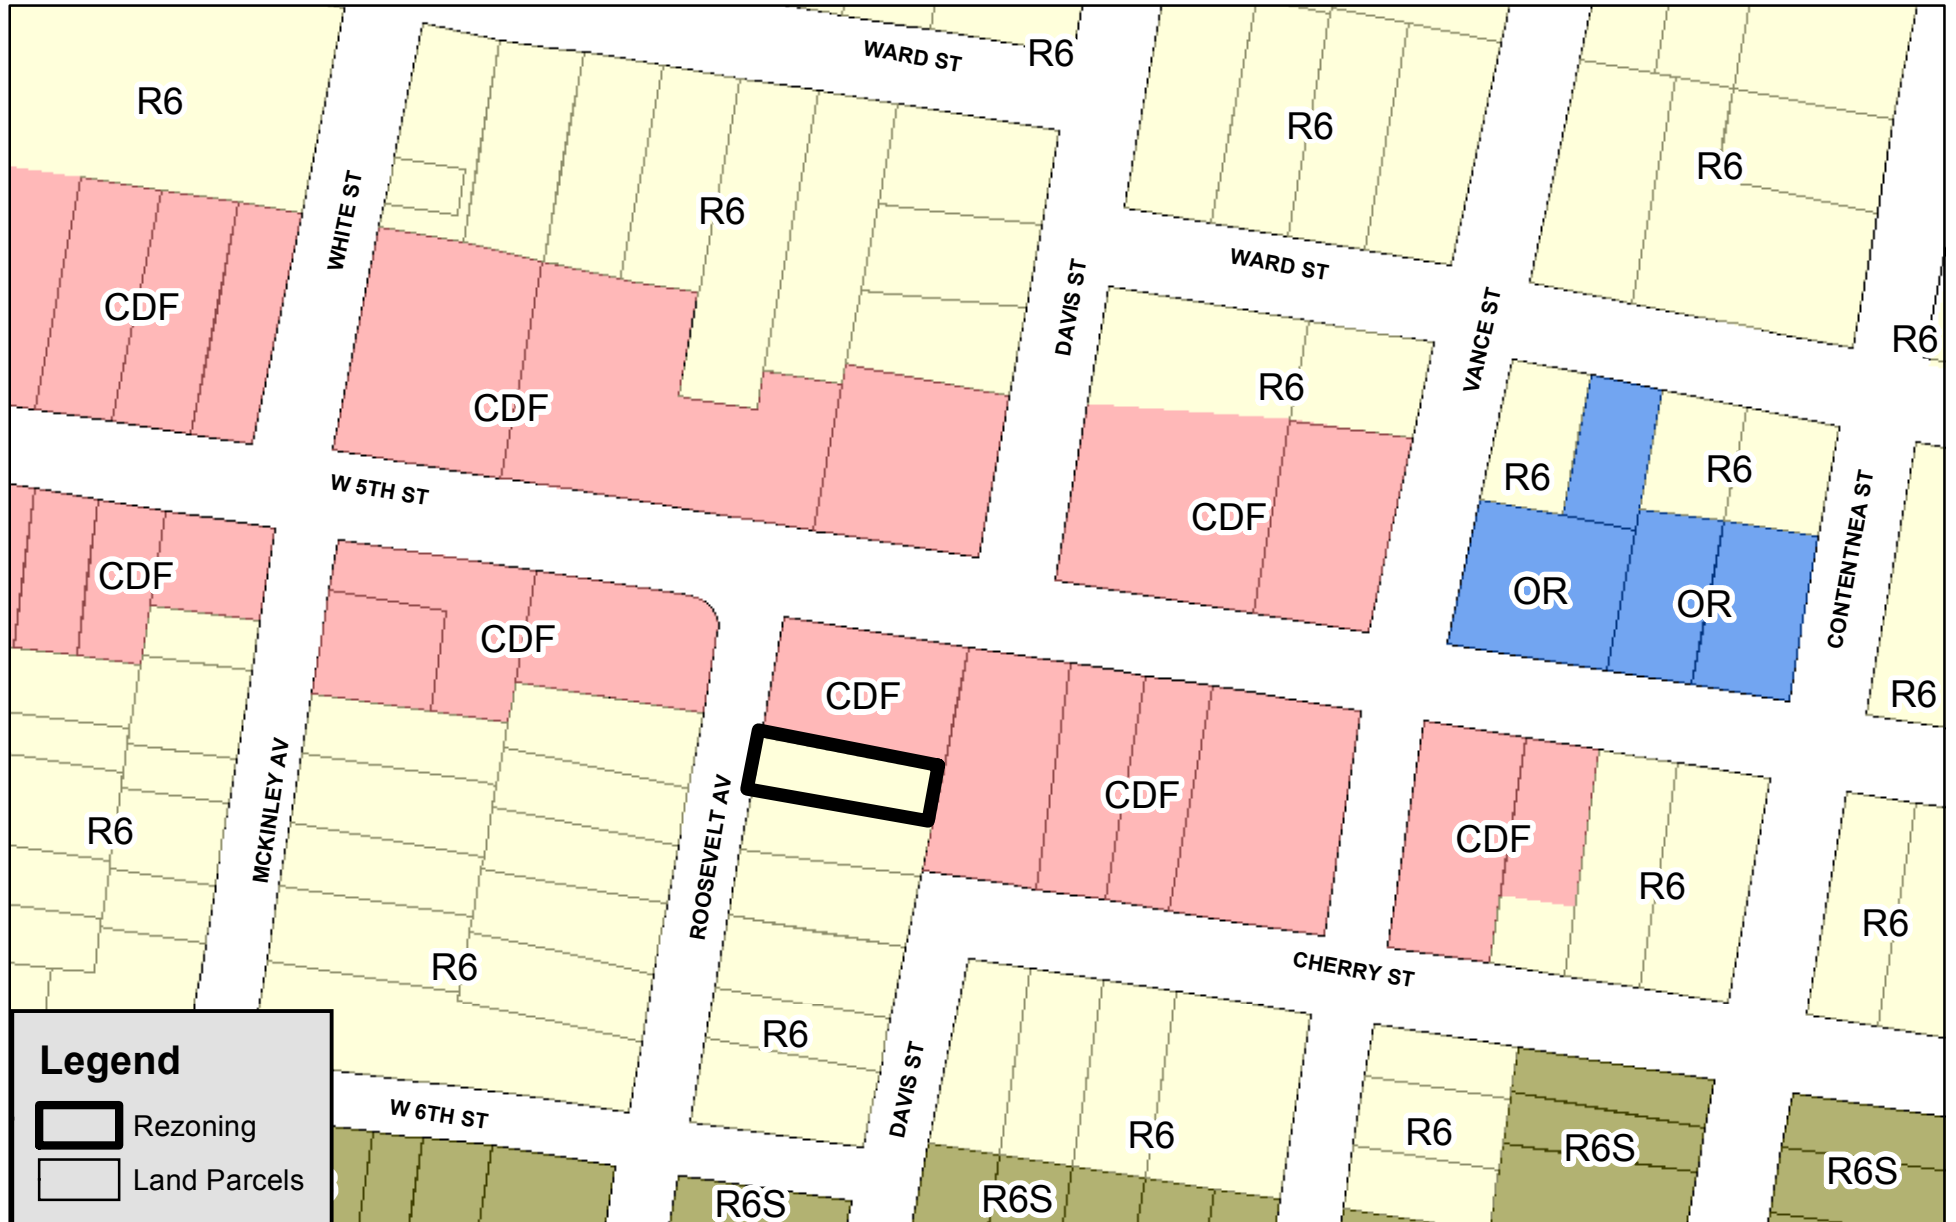 WARD ST
R6
R6
R6
R6
R6
WHITE ST
R6
WARD ST
DAVIS ST
CDF
VANCE ST
R6
R6
CDF
R6
R6
W 5TH ST
CDF
CONTENTNEA ST
CDF
OR
OR
CDF
CDF
R6
MCKINLEY AV
CDF
R6
ROOSEVELT AV
CDF
R6
R6
R6
CHERRY ST
R6
Legend
Rezoning
Land Parcels
W 6TH ST
DAVIS ST
R6
R6
R6S
R6S
R6S
R6S